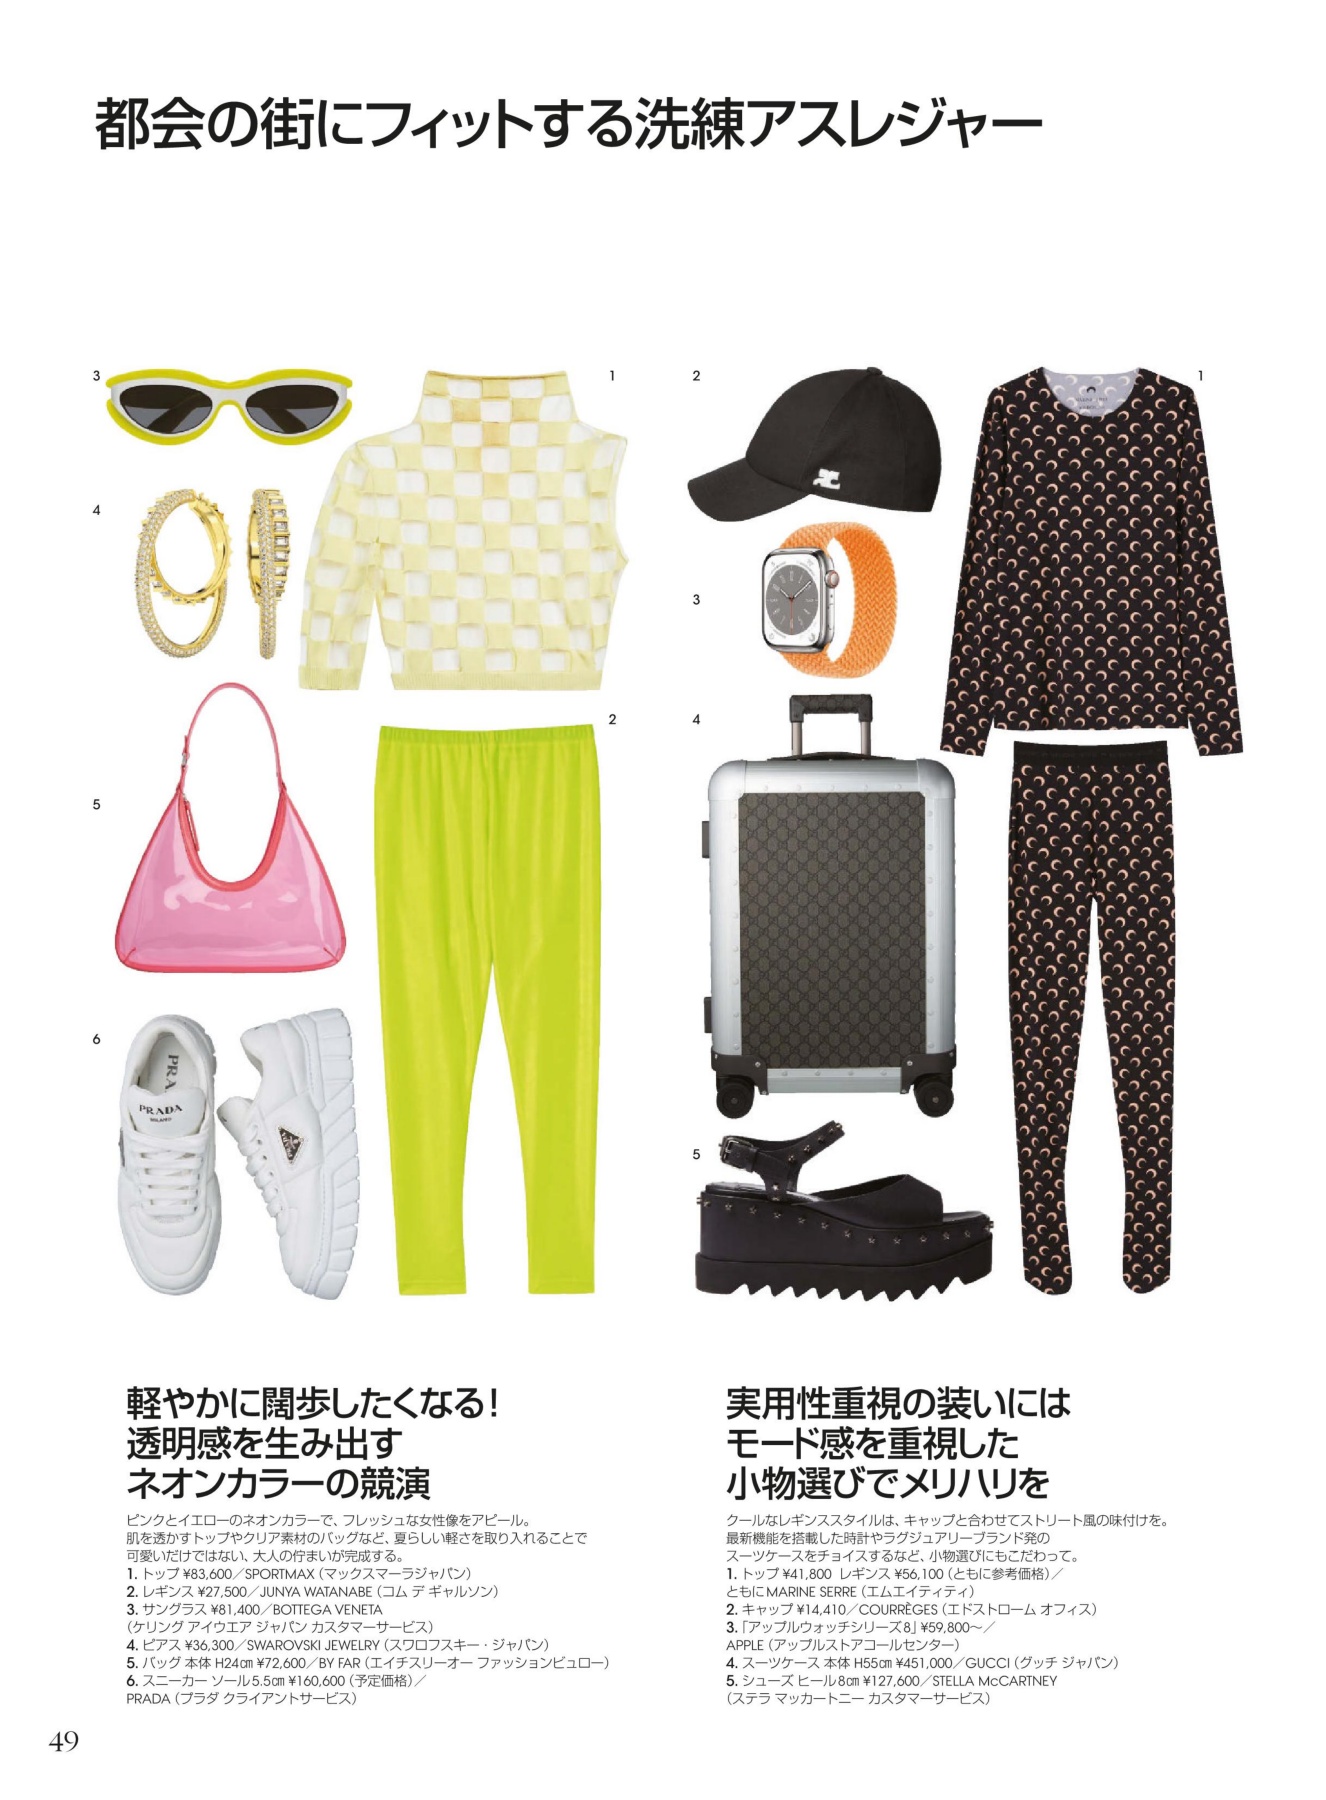 都会の街にフィットする洗練アスレジャー
3
1
2
1
4
3
2
4
5
6
5
PRADA
PRADA
MILANO
軽やかに闊歩したくなる！
透明感を生み出す
ネオンカラーの競演
ピンクとイエローのネオンカラーで、フレッシュな女性像をアピール。
肌を透かすトップやクリア素材のバッグなど、夏らしい軽さを取り入れることで
可愛いだけではない、大人の佇まいが完成する。
1. トップ ¥83,600／SPORTMAX（マックスマーラジャパン）
2. レギンス ¥27,500／JUNYA WATANABE（コム デ ギャルソン）
3. サングラス ¥81,400／BOTTEGA VENETA
（ケリング アイウエア ジャパン カスタマーサービス）
4. ピアス ¥36,300／SWAROVSKI JEWELRY（スワロフスキー・ジャパン）
5. バッグ 本体 H24㎝ ¥72,600／BY FAR（エイチスリーオー ファッションビュロー）
6. スニーカー ソール5.5㎝ ¥160,600（予定価格）／
PRADA（プラダ クライアントサービス）
実用性重視の装いには
モード感を重視した
小物選びでメリハリを
クールなレギンススタイルは、キャップと合わせてストリート風の味付けを。
最新機能を搭載した時計やラグジュアリーブランド発の
スーツケースをチョイスするなど、小物選びにもこだわって。
1. トップ ¥41,800 レギンス ¥56,100（ともに参考価格）／
ともにMARINE SERRE（エムエイティティ）
2. キャップ ¥14,410／COURRÈGES（エドストローム オフィス）
3. 「アップルウォッチシリーズ8」¥59,800〜／
APPLE（アップルストアコールセンター）
4. スーツケース 本体 H55㎝ ¥451,000／GUCCI（グッチ ジャパン）
5. シューズ ヒール8㎝ ¥127,600／STELLA McCARTNEY
（ステラ マッカートニー カスタマーサービス）
49